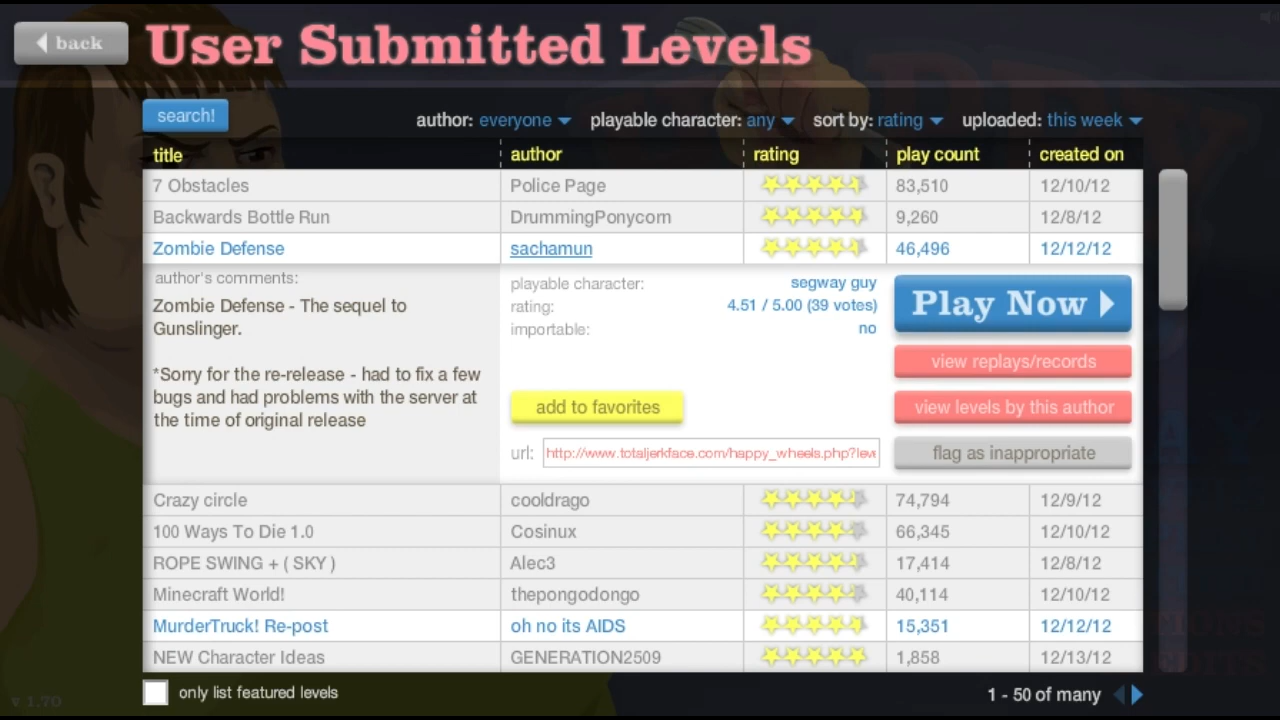 back
User Submitted Levels
search!
author: everyone playable character: any sort by: rating uploaded: this week
title author rating play count created on
7 Obstacles Police Page 83,510 12/10/12
Backwards Bottle Run DrummingPonycorn 9,260 12/8/12
Zombie Defense sachamun 46,496 12/12/12
author's comments:
Zombie Defense - The sequel to
Gunslinger.
*Sorry for the re-release - had to fix a few
bugs and had problems with the server at
the time of original release
playable character: segway guy
rating: 4.51 / 5.00 (39 votes)
importable: no
add to favorites
url: http://www.totaljerkface.com/happy_wheels.php?leve
Play Now
view replays/records
view levels by this author
flag as inappropriate
Crazy circle cooldrago 74,794 12/9/12
100 Ways To Die 1.0 Cosinux 66,345 12/10/12
ROPE SWING + ( SKY ) Alec3 17,414 12/8/12
Minecraft World! thepongodongo 40,114 12/10/12
MurderTruck! Re-post oh no its AIDS 15,351 12/12/12
NEW Character Ideas GENERATION2509 1,858 12/13/12
only list featured levels
1 - 50 of many
v 1.70